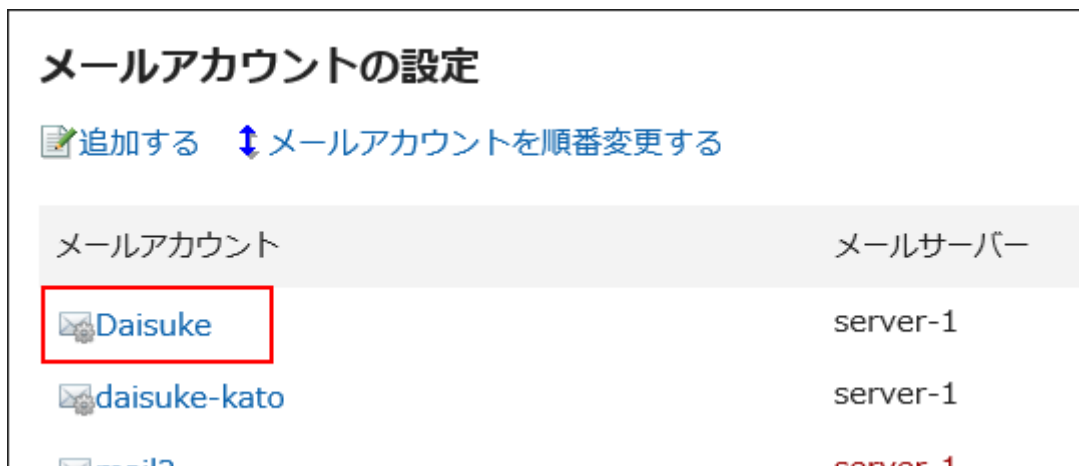 メールアカウントの設定
追加する メールアカウントを順番変更する
メールアカウント メールサーバー
Daisuke server-1
daisuke-kato server-1